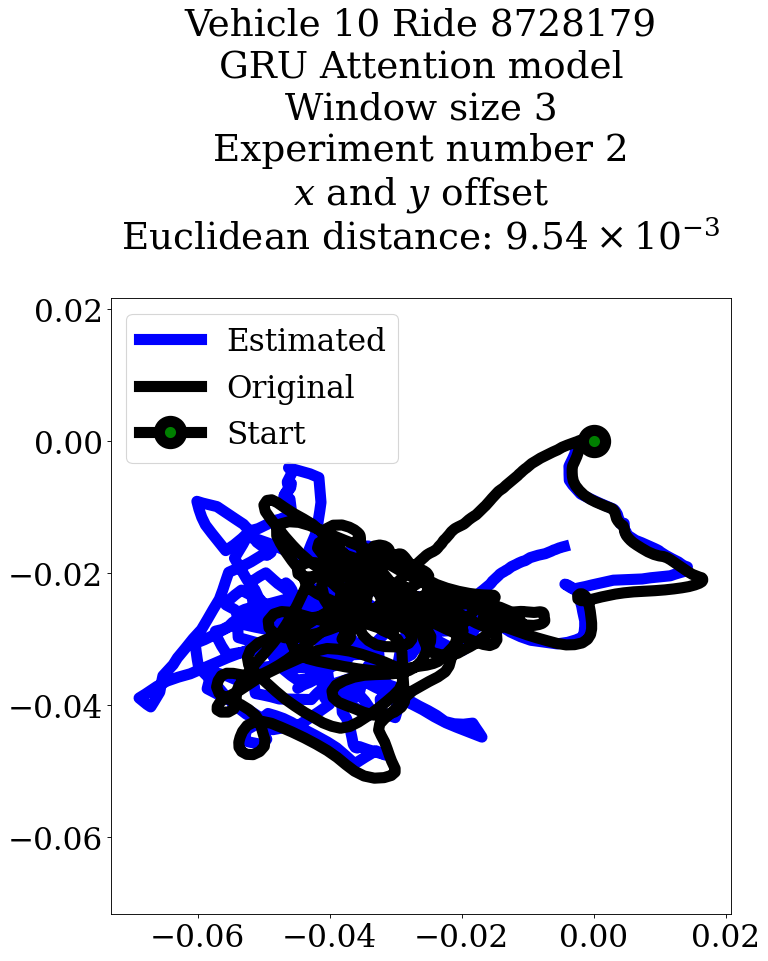 Vehicle 10 Ride 8728179
GRU Attention model
Window size 3
Experiment number 2
x and y offset
Euclidean distance: 9.54 × 10⁻³
Estimated
Original
Start
0.02
0.00
−0.02
−0.04
−0.06
−0.06 −0.04 −0.02 0.00 0.02